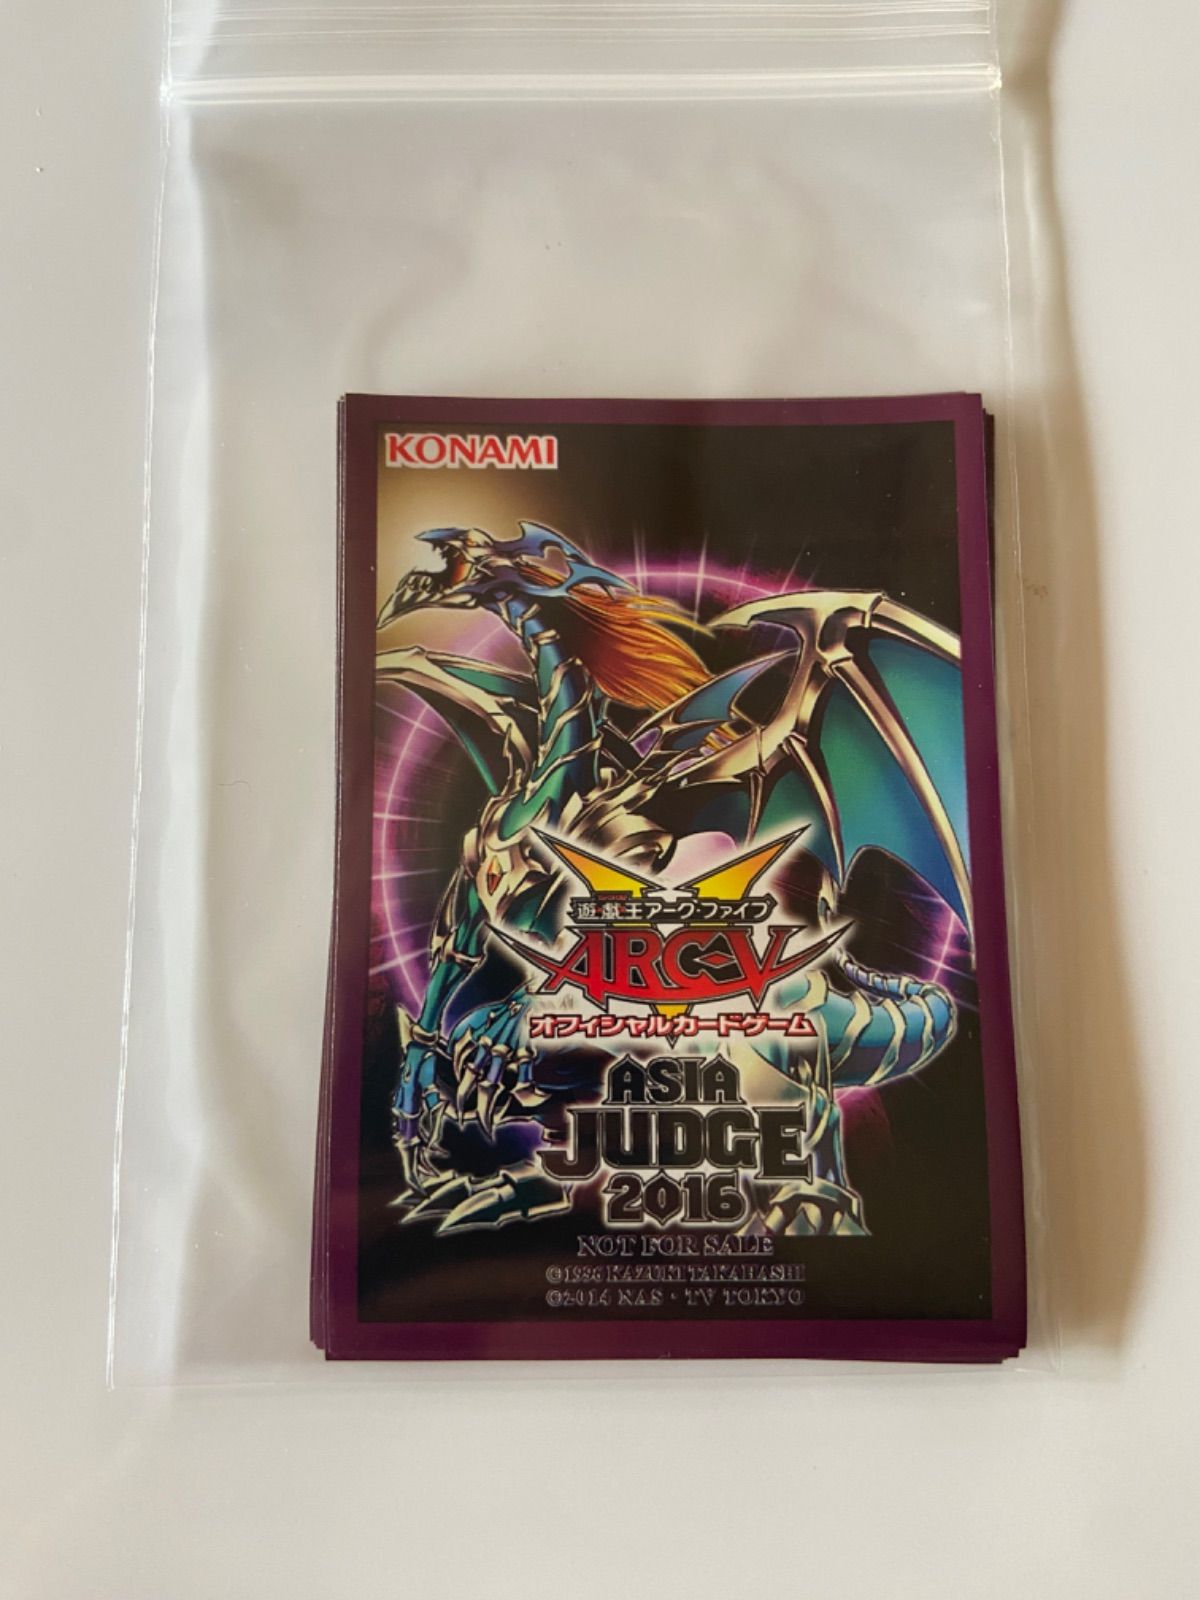 KONAMI
遊☆戯☆王アーク・ファイブ
ARC-V
オフィシャルカードゲーム
ASIA
JUDGE
2016
NOT FOR SALE
©1996 KAZUKI TAKAHASHI
©2014 NAS・TV TOKYO